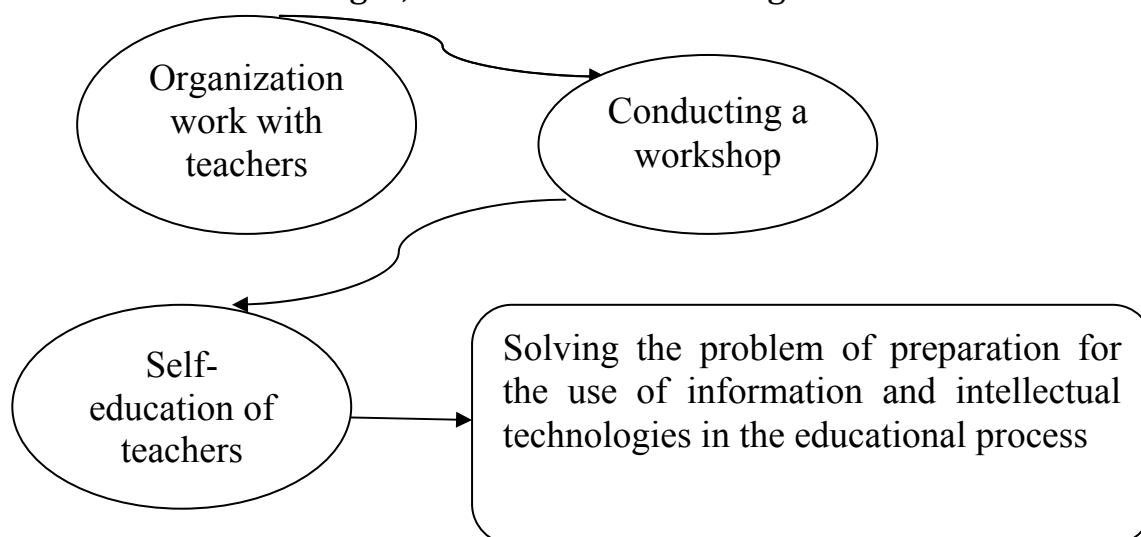 Organization
work with
teachers
Conducting a
workshop
Self-
education of
teachers
Solving the problem of preparation for
the use of information and intellectual
technologies in the educational process